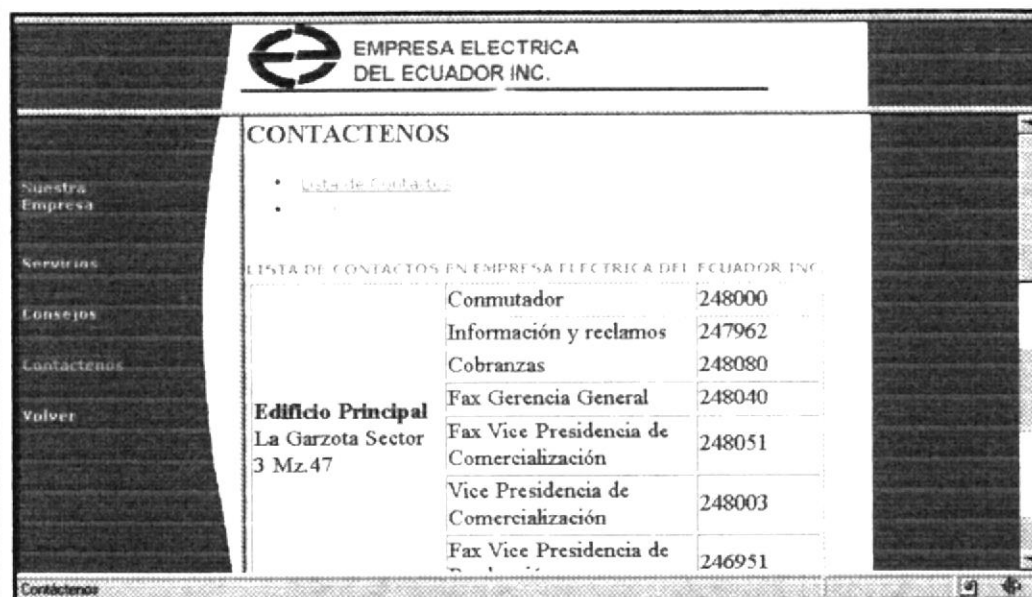 EMPRESA ELECTRICA
DEL ECUADOR INC.
CONTACTENOS
Lista de Contactos
Nuestra
Empresa
Servicios
Consejos
Contactenos
Volver
LISTA DE CONTACTOS EN EMPRESA ELECTRICA DEL ECUADOR INC
Edificio Principal
La Garzota Sector
3 Mz.47
Conmutador 248000
Información y reclamos 247962
Cobranzas 248080
Fax Gerencia General 248040
Fax Vice Presidencia de
Comercialización 248051
Vice Presidencia de
Comercialización 248003
Fax Vice Presidencia de
246951
Contáctenos